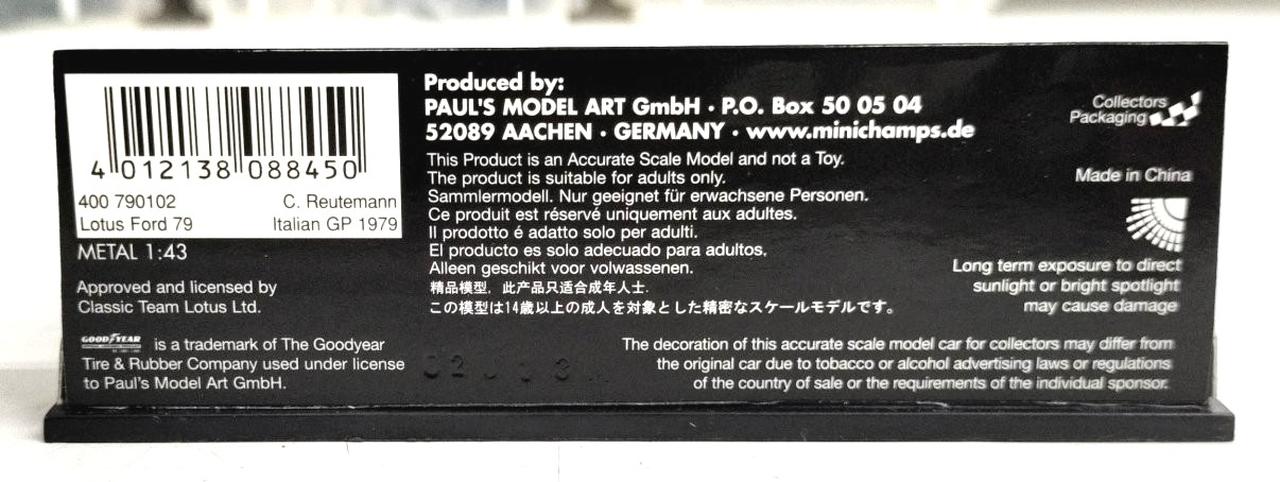 4 012138 088450
400 790102 C. Reutemann
Lotus Ford 79 Italian GP 1979
METAL 1:43
Approved and licensed by
Classic Team Lotus Ltd.
GOODYEAR is a trademark of The Goodyear
Tire & Rubber Company used under license
to Paul's Model Art GmbH.
Produced by:
PAUL'S MODEL ART GmbH · P.O. Box 50 05 04
52089 AACHEN · GERMANY · www.minichamps.de
This Product is an Accurate Scale Model and not a Toy.
The product is suitable for adults only.
Sammlermodell. Nur geeignet für erwachsene Personen.
Ce produit est réservé uniquement aux adultes.
Il prodotto é adatto solo per adulti.
El producto es solo adecuado para adultos.
Alleen geschikt voor volwassenen.
精品模型，此产品只适合成年人士.
この模型は14歳以上の成人を対象とした精密なスケールモデルです。
Collectors
Packaging
Made in China
Long term exposure to direct
sunlight or bright spotlight
may cause damage
The decoration of this accurate scale model car for collectors may differ from
the original car due to tobacco or alcohol advertising laws or regulations
of the country of sale or the requirements of the individual sponsor.